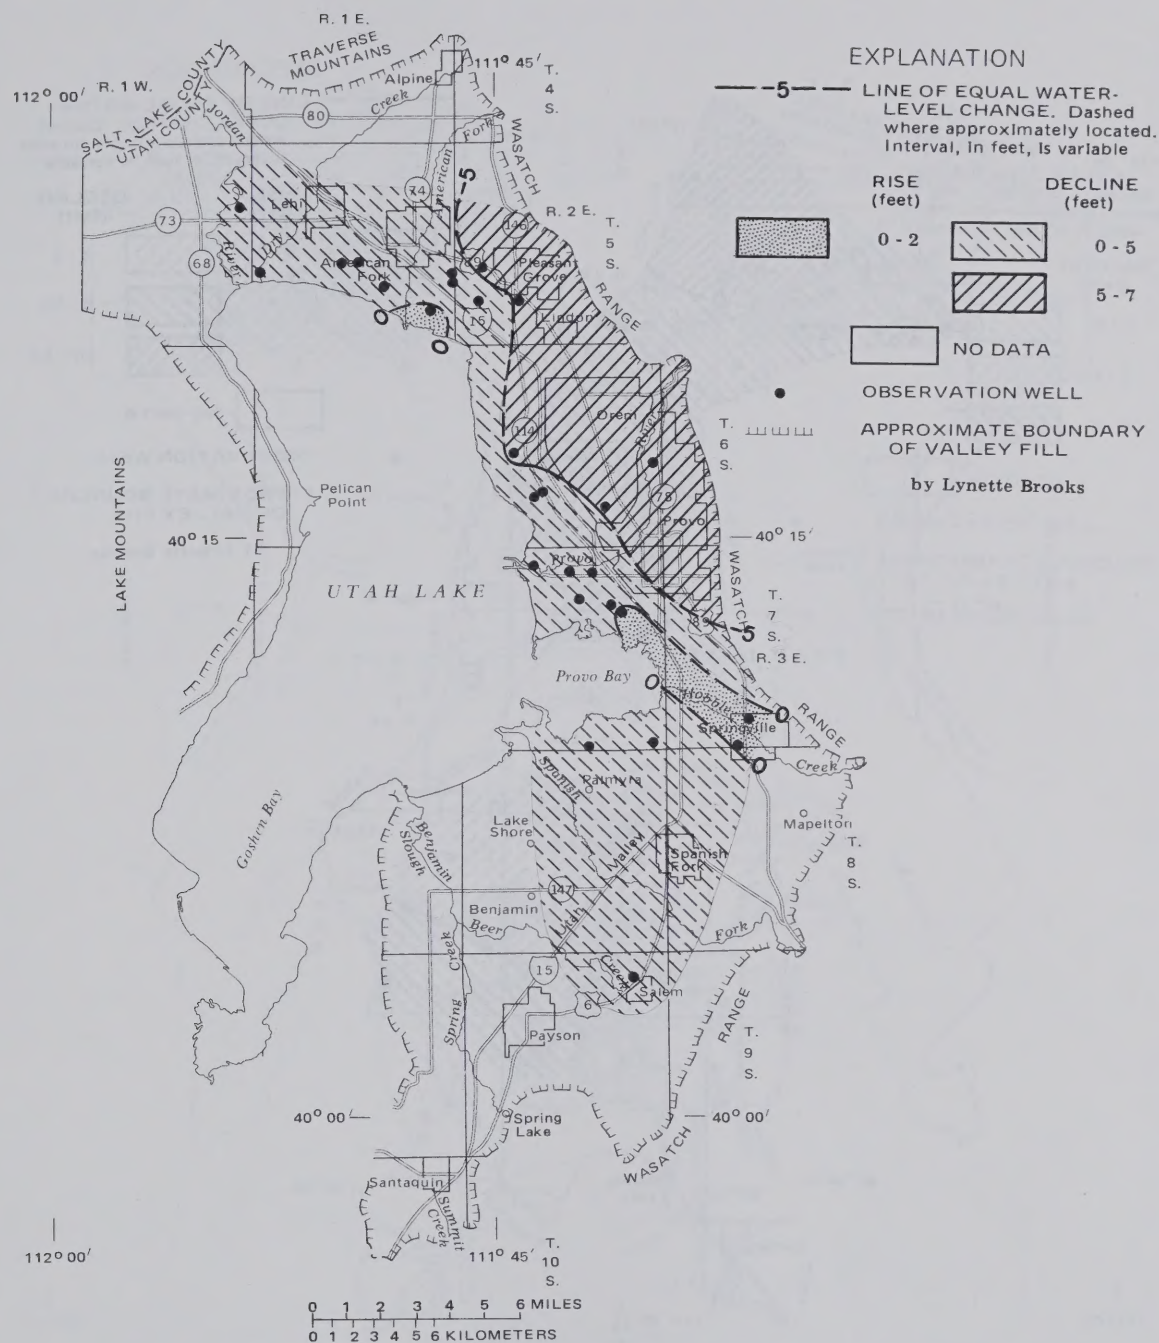 R. 1 E.
TRAVERSE
MOUNTAINS
111° 45′
T.
4
S.
R. 1 W.
112° 00′
Alpine
Creek
SALT LAKE COUNTY
UTAH COUNTY
Jordan
80
Fork
WASATCH
American
74
-5
R. 2 E.
146
T.
5
S.
Lehi
73
68
River
Dry
American
Fork
89
Pleasant
Grove
RANGE
Lindon
15
0
0
Orem
114
River
T.
6
S.
LAKE MOUNTAINS
Pelican
Point
78
Provo
40° 15′
40° 15′
Provo
UTAH LAKE
WASATCH
T.
7
S.
-5
89
R. 3 E.
Provo Bay
0
Hobble
0
RANGE
Springville
0
Creek
Spanish
Palmyra
Goshen Bay
Benjamin
Slough
Lake
Shore
Mapelton
T.
8
S.
Valley
Spanish
Fork
147
Benjamin
Beer
Utah
Fork
Creek
15
Creek
Salem
6
Spring
Payson
RANGE
T.
9
S.
40° 00′
Spring
Lake
40° 00′
WASATCH
Santaquin
Summit
Creek
112° 00′
111° 45′
T.
10
S.
0 1 2 3 4 5 6 MILES
0 1 2 3 4 5 6 KILOMETERS
EXPLANATION
-5 LINE OF EQUAL WATER-
LEVEL CHANGE. Dashed
where approximately located.
Interval, in feet, is variable
RISE
(feet)
DECLINE
(feet)
0 - 2
0 - 5
5 - 7
NO DATA
OBSERVATION WELL
APPROXIMATE BOUNDARY
OF VALLEY FILL
by Lynette Brooks